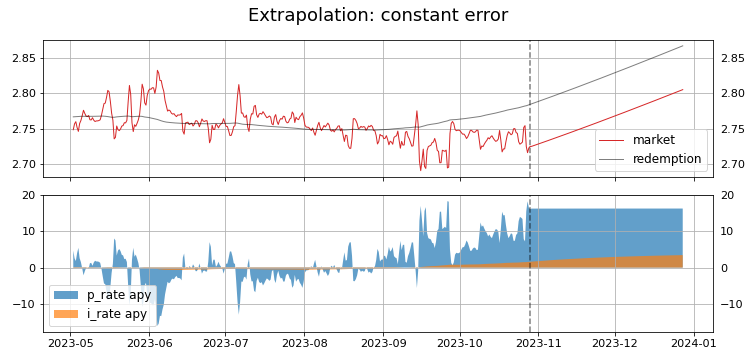 Extrapolation: constant error
2.85
2.80
2.75
2.70
2.85
2.80
2.75
2.70
market
redemption
20
10
0
−10
20
10
0
−10
p_rate apy
i_rate apy
2023-05 2023-06 2023-07 2023-08 2023-09 2023-10 2023-11 2023-12 2024-01